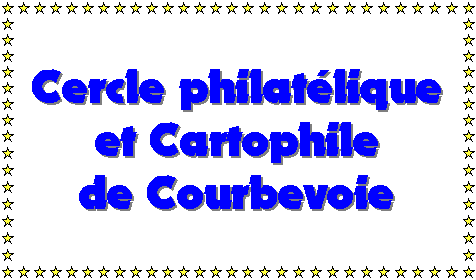 Cercle philatélique
et Cartophile
de Courbevoie